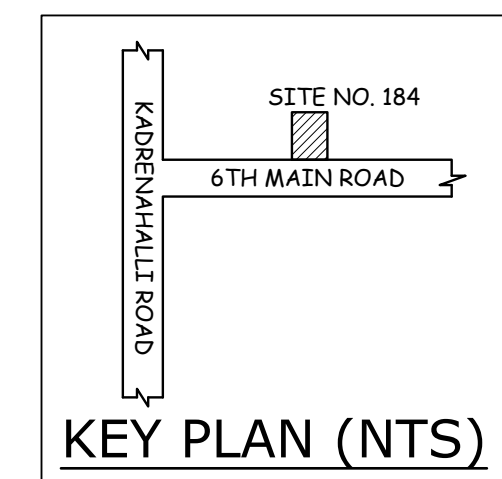 SITE NO. 184
6TH MAIN ROAD
KADRENAHALLI ROAD
KEY PLAN (NTS)